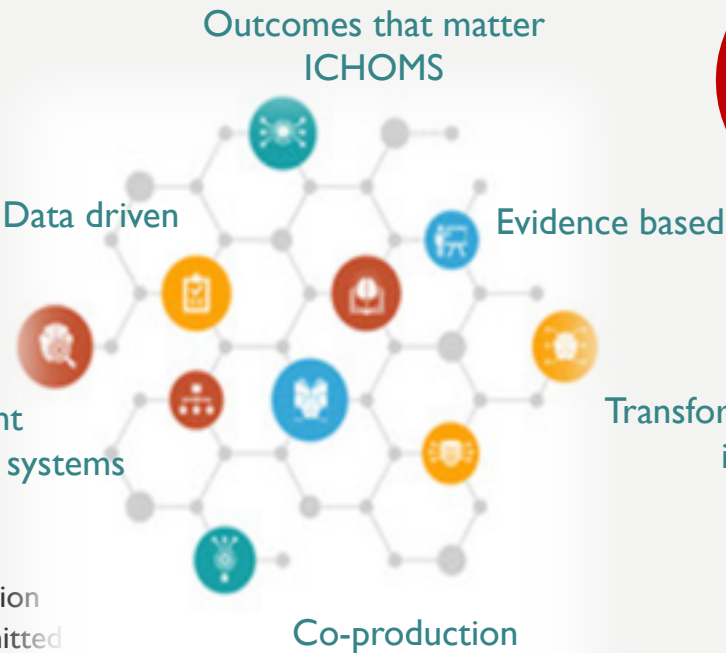 Outcomes that matter
ICHOMS
Data driven
Evidence based
systems
Co-production